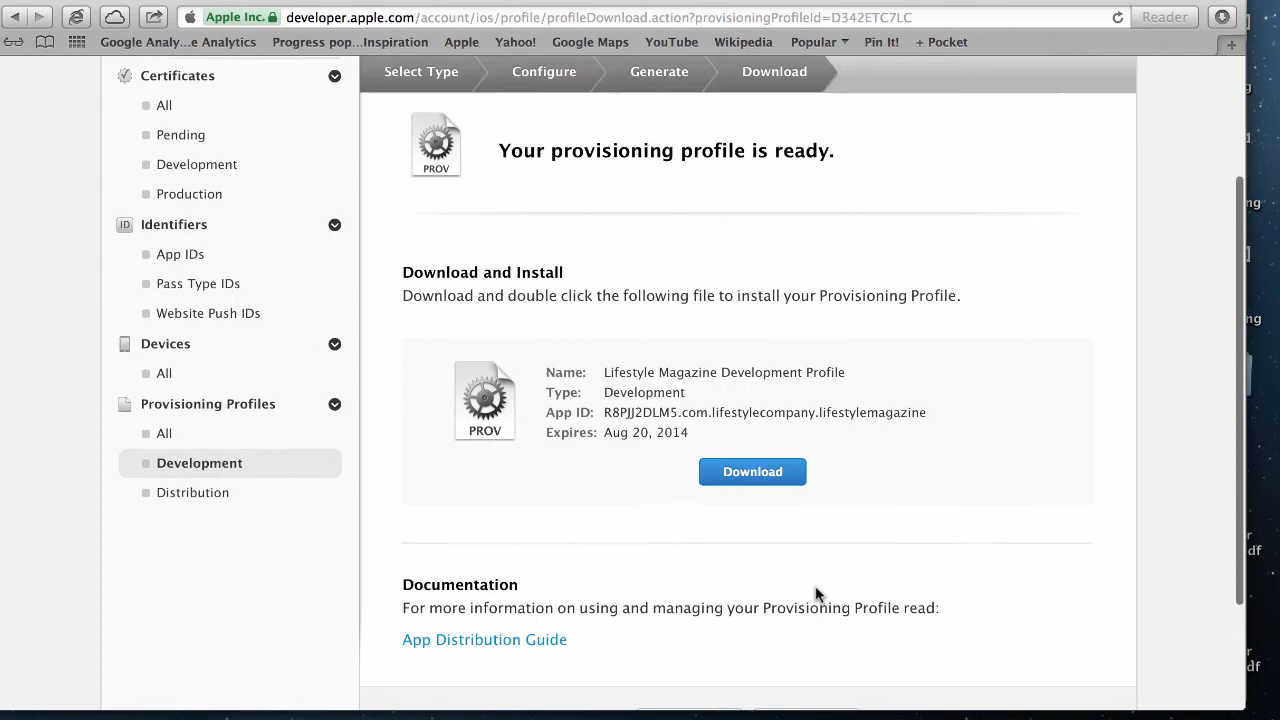 Apple Inc. developer.apple.com/account/ios/profile/profileDownload.action?provisioningProfileId=D342ETC7LC Reader
Google Analy...e Analytics Progress pop...Inspiration Apple Yahoo! Google Maps YouTube Wikipedia Popular Pin It! + Pocket
Certificates
All
Pending
Development
Production
ID Identifiers
App IDs
Pass Type IDs
Website Push IDs
Devices
All
Provisioning Profiles
All
Development
Distribution
Select Type Configure Generate Download
PROV
Your provisioning profile is ready.
Download and Install
Download and double click the following file to install your Provisioning Profile.
PROV
Name: Lifestyle Magazine Development Profile
Type: Development
App ID: R8PJJ2DLM5.com.lifestylecompany.lifestylemagazine
Expires: Aug 20, 2014
Download
Documentation
For more information on using and managing your Provisioning Profile read:
App Distribution Guide